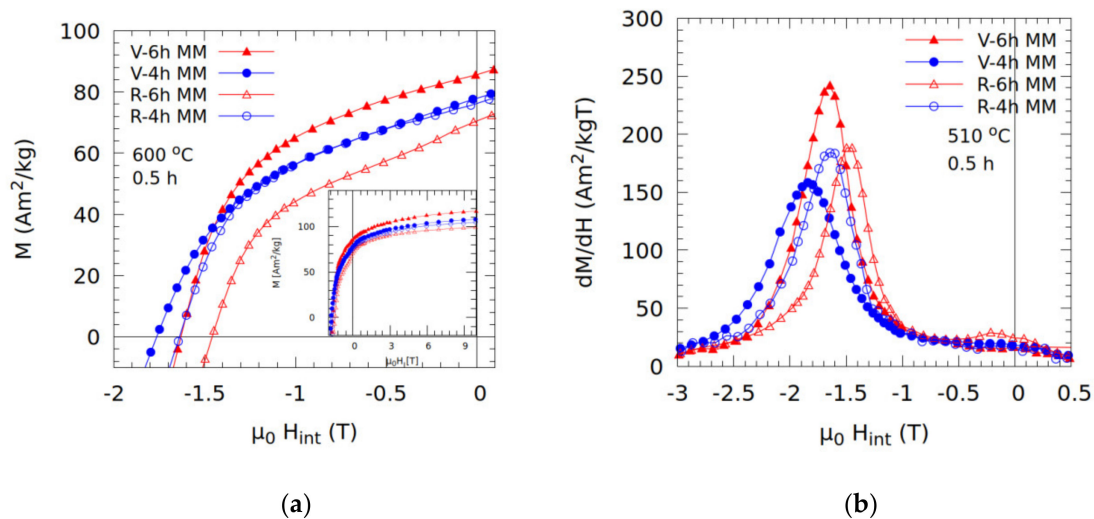 100
80
60
40
20
0
-2
-1.5
-1
-0.5
0
M (Am²/kg)
μ₀ H_int (T)
V-6h MM
V-4h MM
R-6h MM
R-4h MM
600 °C
0.5 h
100
50
0
0
3
6
9
M [Am²/kg]
μ₀H_i[T]
(a)
300
250
200
150
100
50
0
-3
-2.5
-2
-1.5
-1
-0.5
0
0.5
dM/dH (Am²/kgT)
μ₀ H_int (T)
V-6h MM
V-4h MM
R-6h MM
R-4h MM
510 °C
0.5 h
(b)